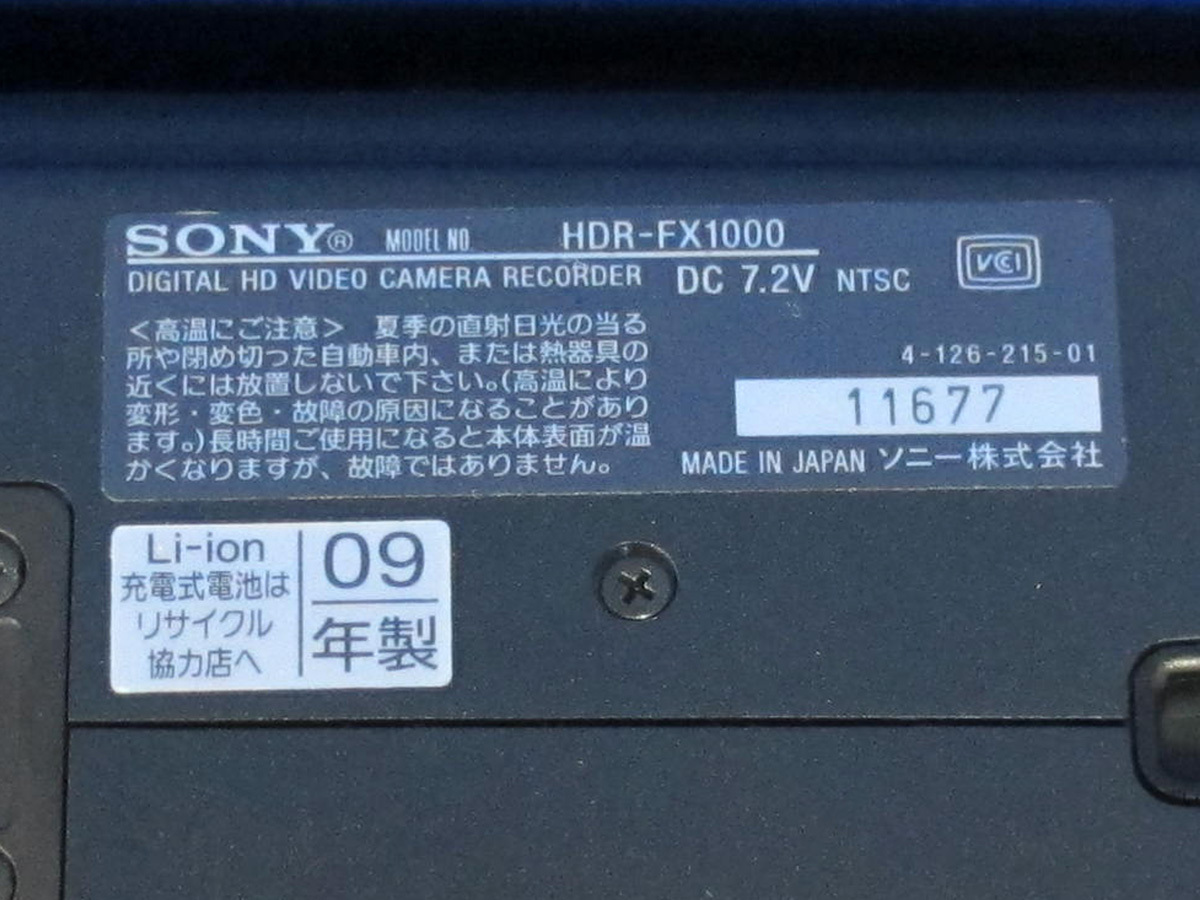 SONY® MODEL NO. HDR-FX1000
DIGITAL HD VIDEO CAMERA RECORDER DC 7.2V NTSC
VCI
<高温にご注意> 夏季の直射日光の当る
所や閉め切った自動車内、または熱器具の
近くには放置しないで下さい。(高温により
変形・変色・故障の原因になることがあり
ます。)長時間ご使用になると本体表面が温
かくなりますが、故障ではありません。
4-126-215-01
11677
MADE IN JAPAN ソニー株式会社
Li-ion
充電式電池は
リサイクル
協力店へ
09
年製